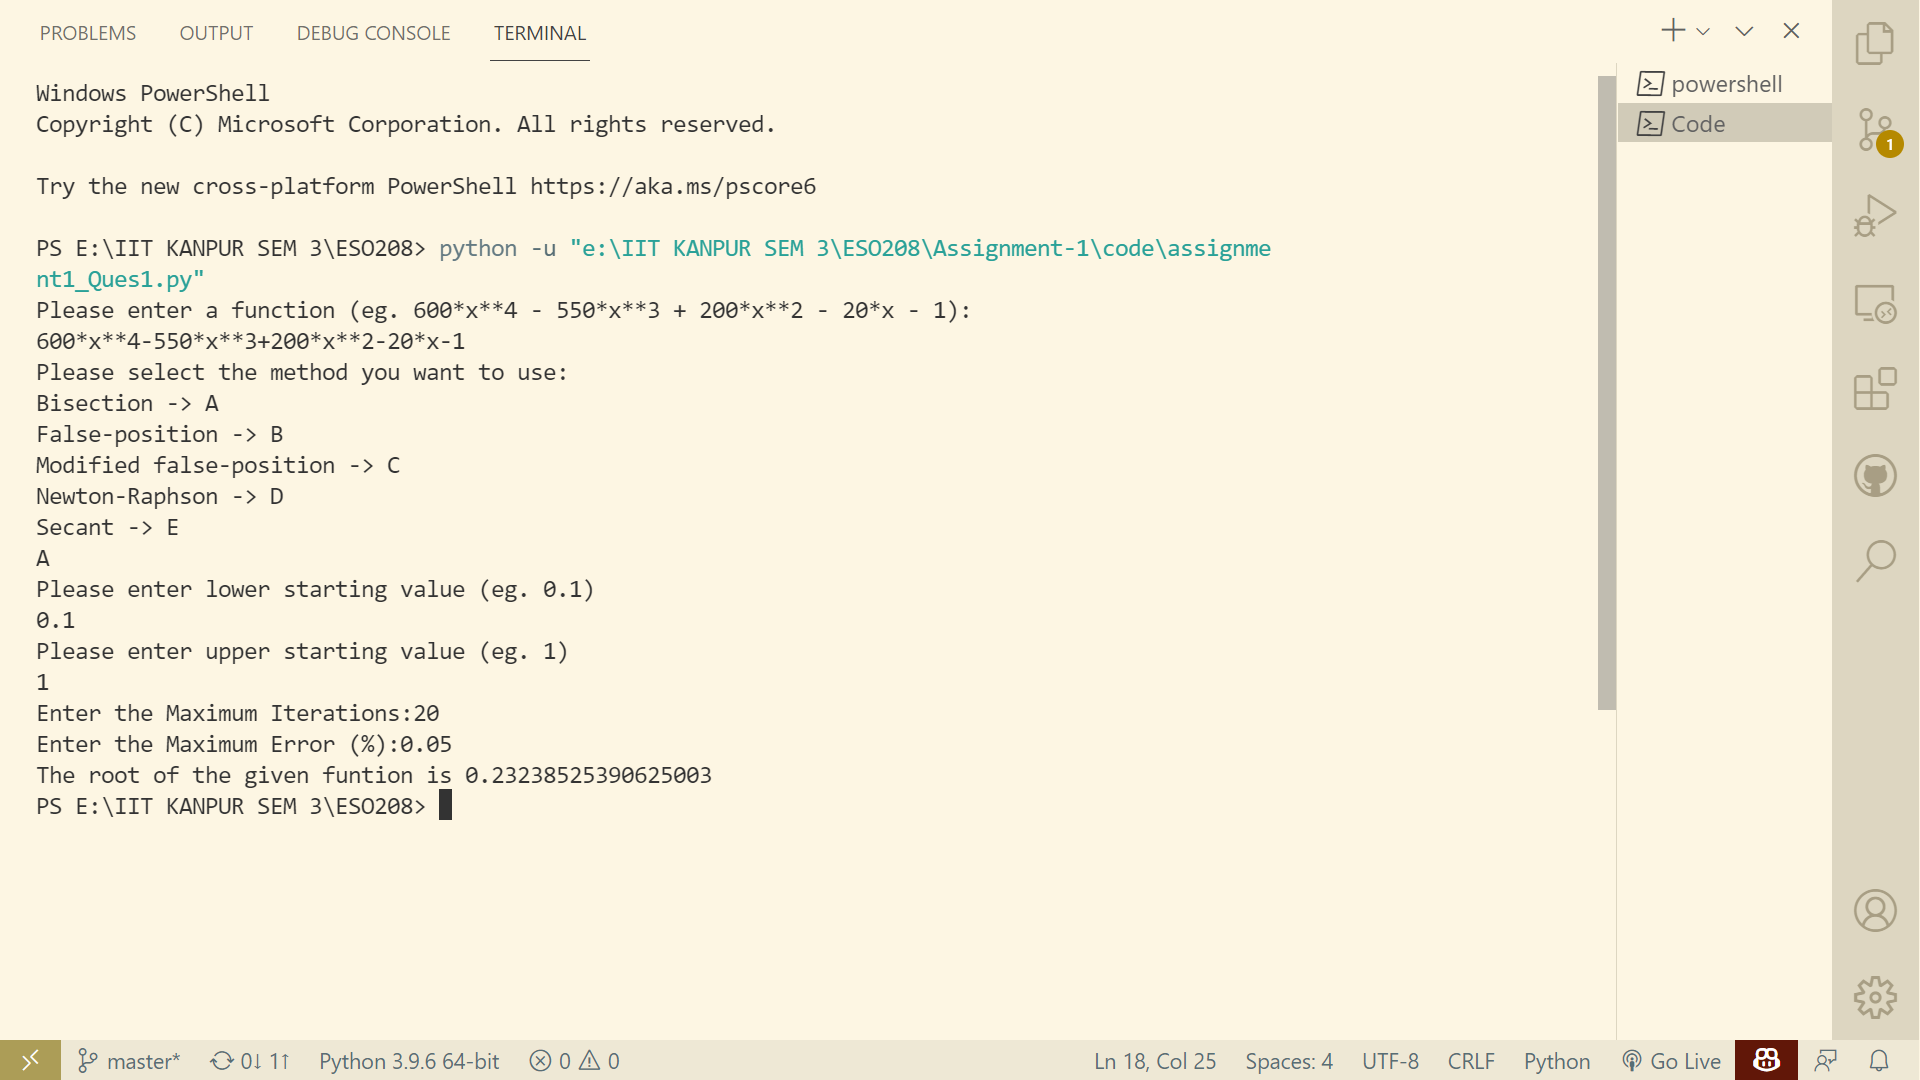 PROBLEMS OUTPUT DEBUG CONSOLE TERMINAL
powershell
Code
1
Windows PowerShell
Copyright (C) Microsoft Corporation. All rights reserved.
Try the new cross-platform PowerShell https://aka.ms/pscore6
PS E:\IIT KANPUR SEM 3\ESO208> python -u "e:\IIT KANPUR SEM 3\ESO208\Assignment-1\code\assignme
nt1_Ques1.py"
Please enter a function (eg. 600*x**4 - 550*x**3 + 200*x**2 - 20*x - 1):
600*x**4-550*x**3+200*x**2-20*x-1
Please select the method you want to use:
Bisection -> A
False-position -> B
Modified false-position -> C
Newton-Raphson -> D
Secant -> E
A
Please enter lower starting value (eg. 0.1)
0.1
Please enter upper starting value (eg. 1)
1
Enter the Maximum Iterations:20
Enter the Maximum Error (%):0.05
The root of the given funtion is 0.23238525390625003
PS E:\IIT KANPUR SEM 3\ESO208>
master* 0↓ 1↑ Python 3.9.6 64-bit 0 0 Ln 18, Col 25 Spaces: 4 UTF-8 CRLF Python Go Live